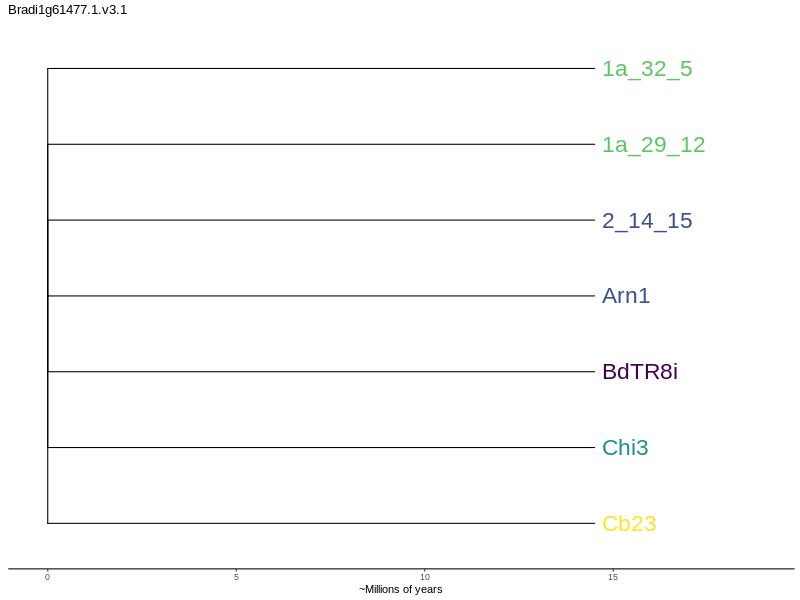 Bradi1g61477.1.v3.1
1a_32_5
1a_29_12
2_14_15
Arn1
BdTR8i
Chi3
Cb23
0 5 10 15
~Millions of years